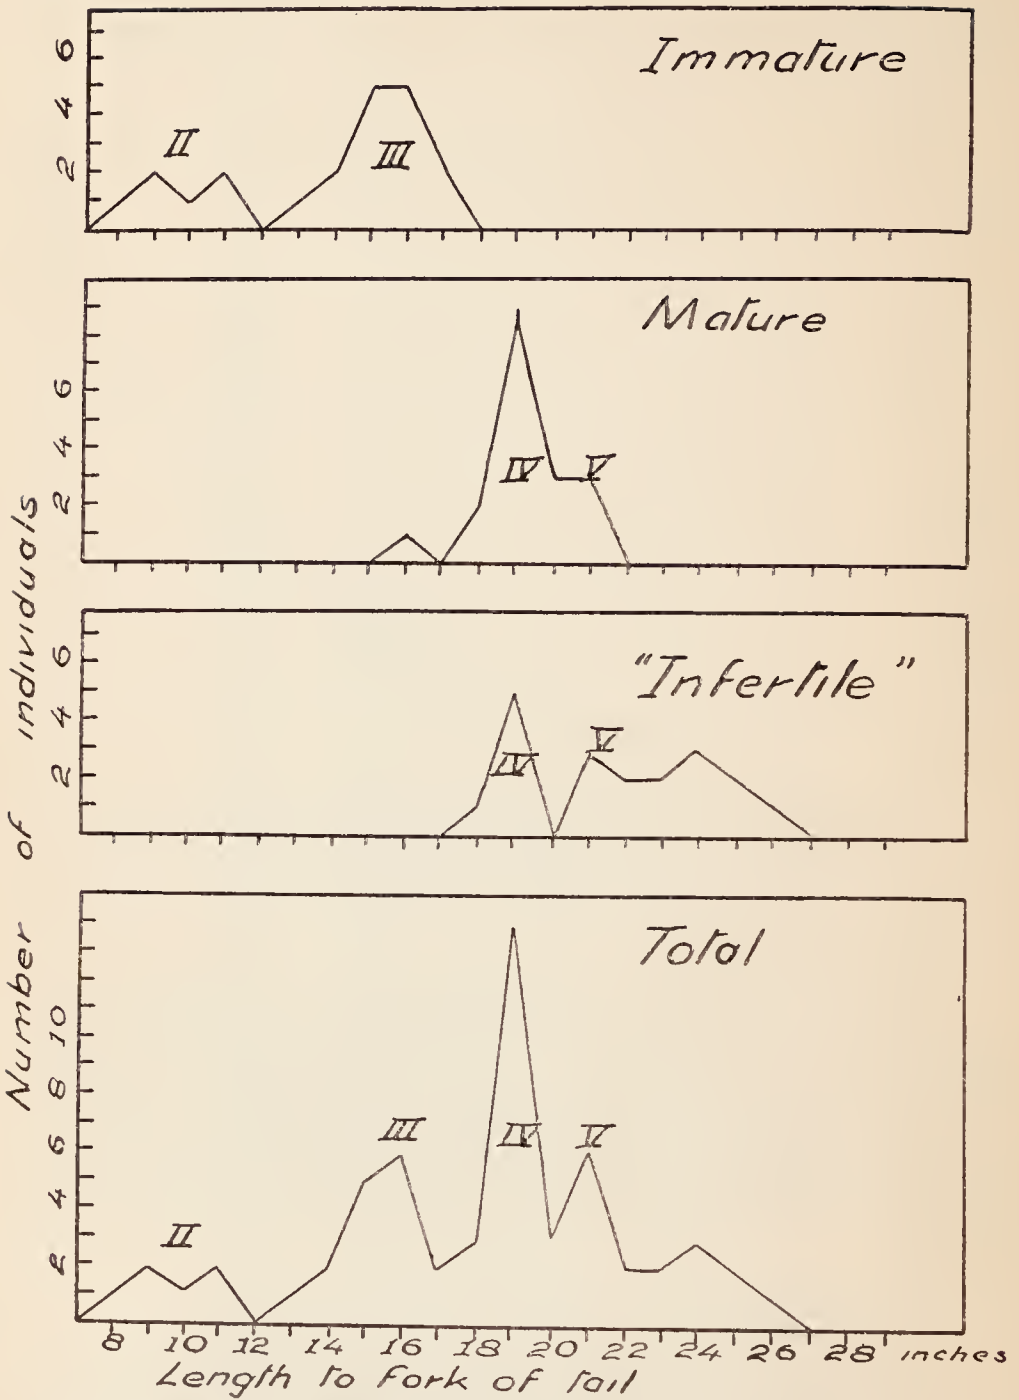 Immature
6
4
2
II
III
Mature
6
4
2
IV
V
"Infertile"
6
4
2
IV
V
Total
10
8
6
4
2
II
III
IV
V
Number of individuals
8 10 12 14 16 18 20 22 24 26 28 inches
Length to fork of tail